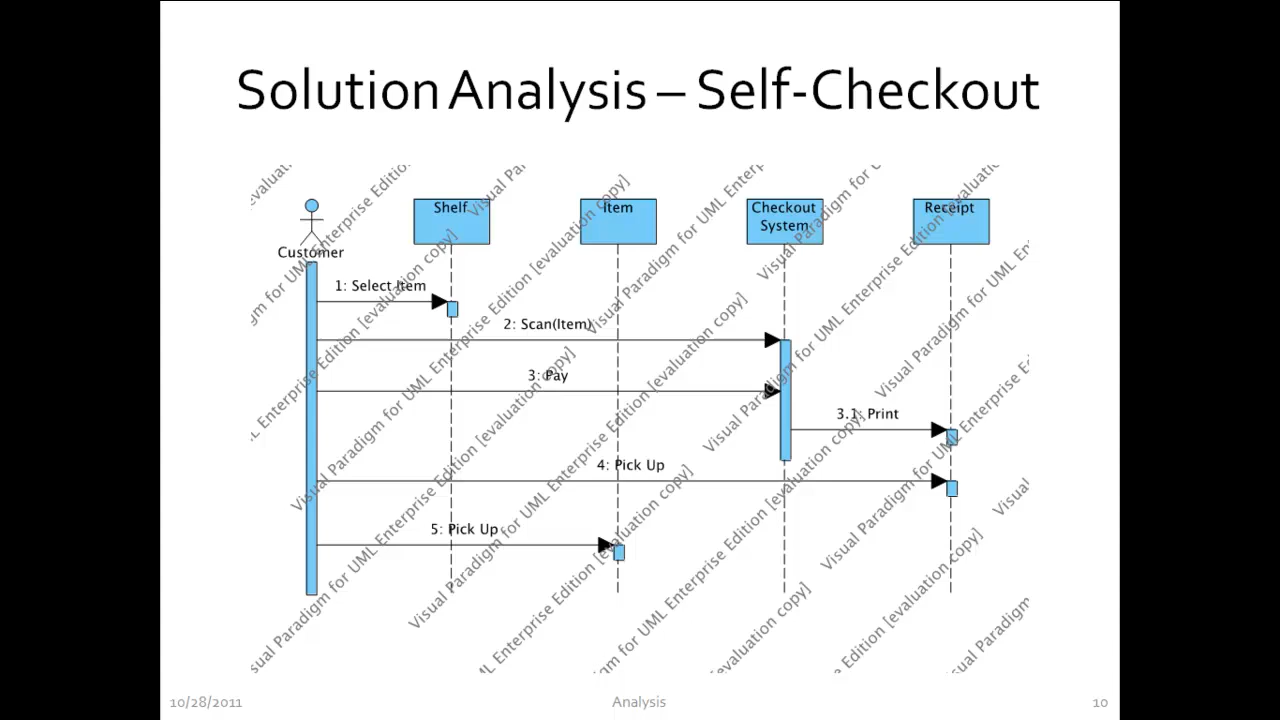 Solution Analysis – Self-Checkout
Customer
Shelf
Item
Checkout
System
Receipt
1: Select Item
2: Scan(Item)
3: Pay
3.1: Print
4: Pick Up
5: Pick Up
Visual Paradigm for UML Enterprise Edition [evaluation copy]
10/28/2011
Analysis
10